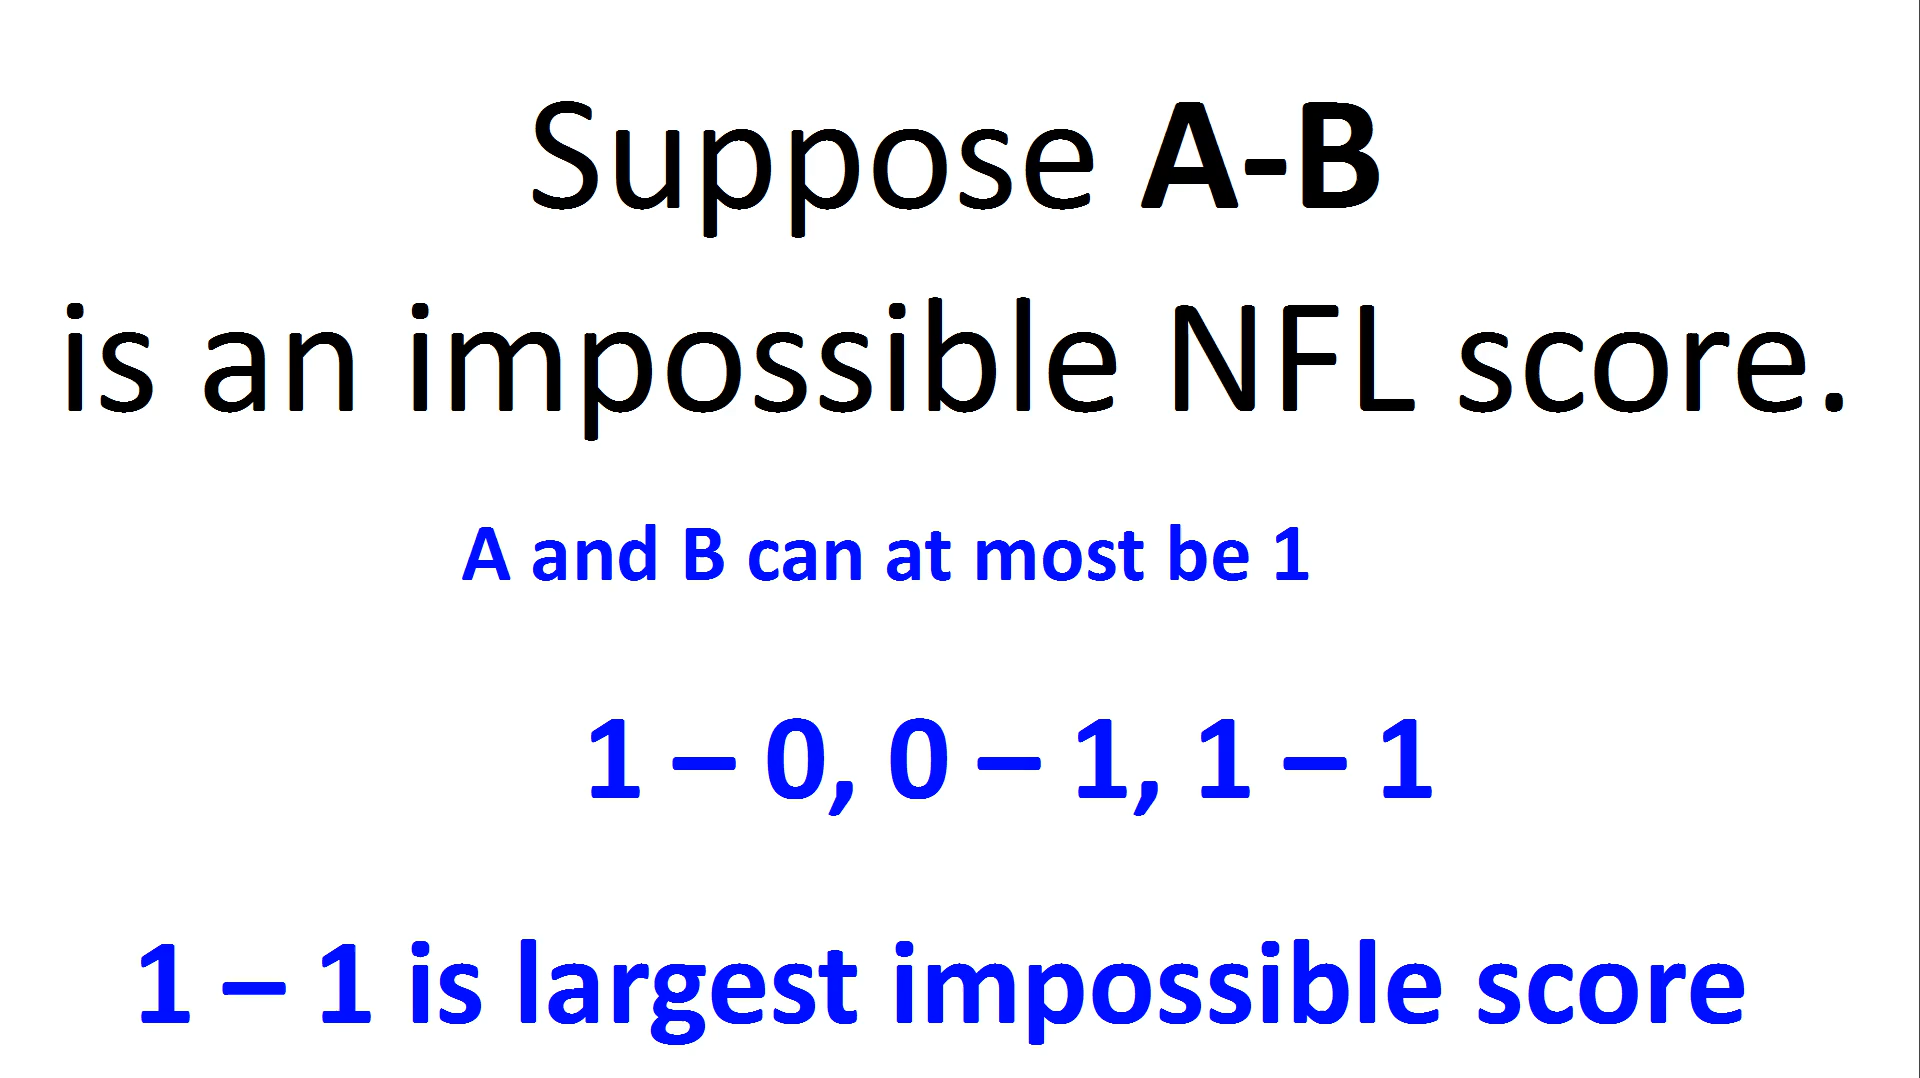 Suppose A-B
is an impossible NFL score.
A and B can at most be 1
1 – 0, 0 – 1, 1 – 1
1 – 1 is largest impossible score